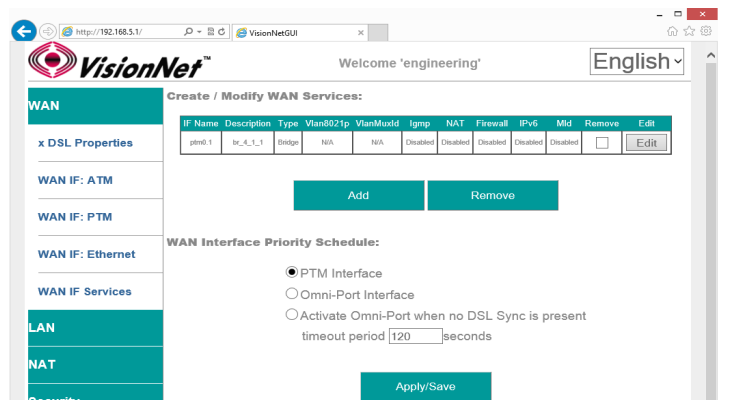 http://192.168.5.1/
VisionNetGUI
VisionNet™
Welcome 'engineering'
English
WAN
x DSL Properties
WAN IF: ATM
WAN IF: PTM
WAN IF: Ethernet
WAN IF Services
LAN
NAT
Security
Create / Modify WAN Services:
IF Name Description Type Vlan8021p VlanMuxId Igmp NAT Firewall IPv6 Mld Remove Edit
ptm0.1 br_4_1_1 Bridge N/A N/A Disabled Disabled Disabled Disabled Disabled Edit
Add Remove
WAN Interface Priority Schedule:
PTM Interface
Omni-Port Interface
Activate Omni-Port when no DSL Sync is present
timeout period 120 seconds
Apply/Save